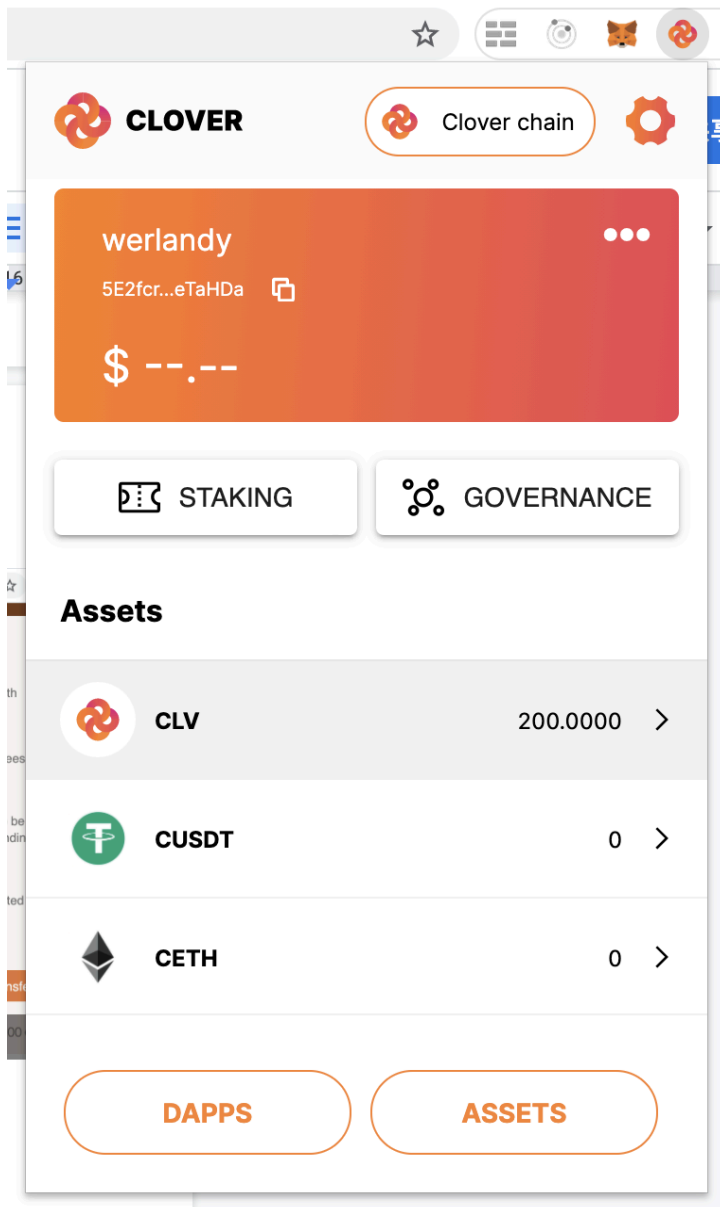 CLOVER
Clover chain
werlandy
5E2fcr...eTaHDa
$ --.--
STAKING
GOVERNANCE
Assets
CLV
200.0000
CUSDT
0
CETH
0
DAPPS
ASSETS